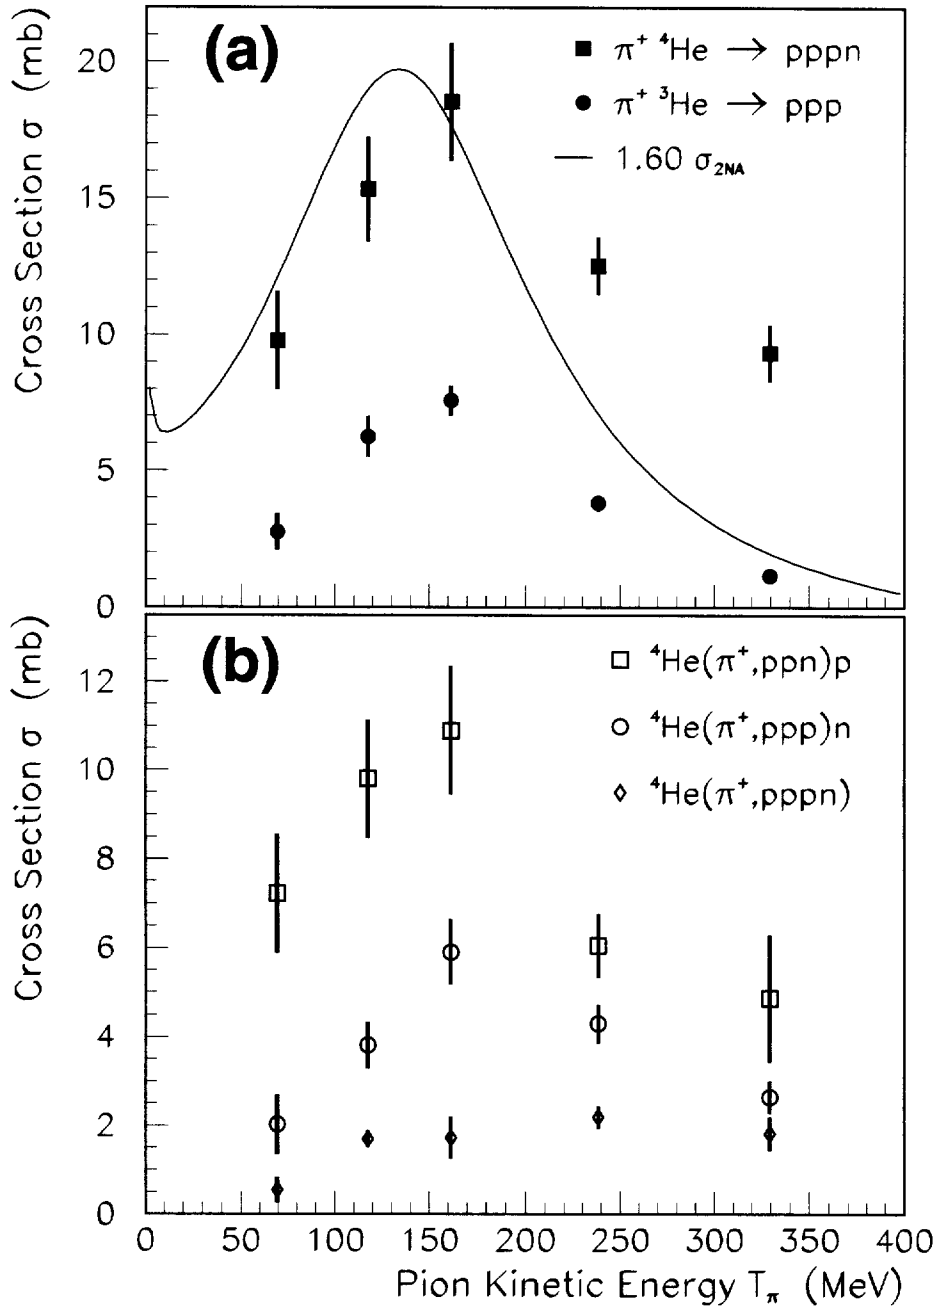 (a)
Cross Section σ (mb)
20
15
10
5
0
π⁺ ⁴He → pppn
π⁺ ³He → ppp
1.60 σ₂NA
(b)
Cross Section σ (mb)
12
10
8
6
4
2
0
⁴He(π⁺,ppn)p
⁴He(π⁺,ppp)n
⁴He(π⁺,pppn)
0 50 100 150 200 250 300 350 400
Pion Kinetic Energy Tπ (MeV)